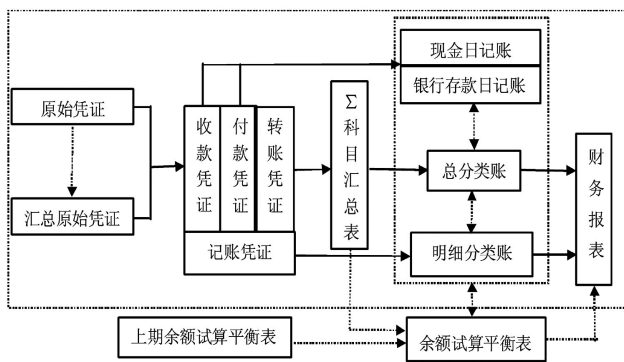 现金日记账
银行存款日记账
原始凭证
汇总原始凭证
收款凭证
付款凭证
转账凭证
记账凭证
Σ科目汇总表
总分类账
明细分类账
财务报表
上期余额试算平衡表
余额试算平衡表